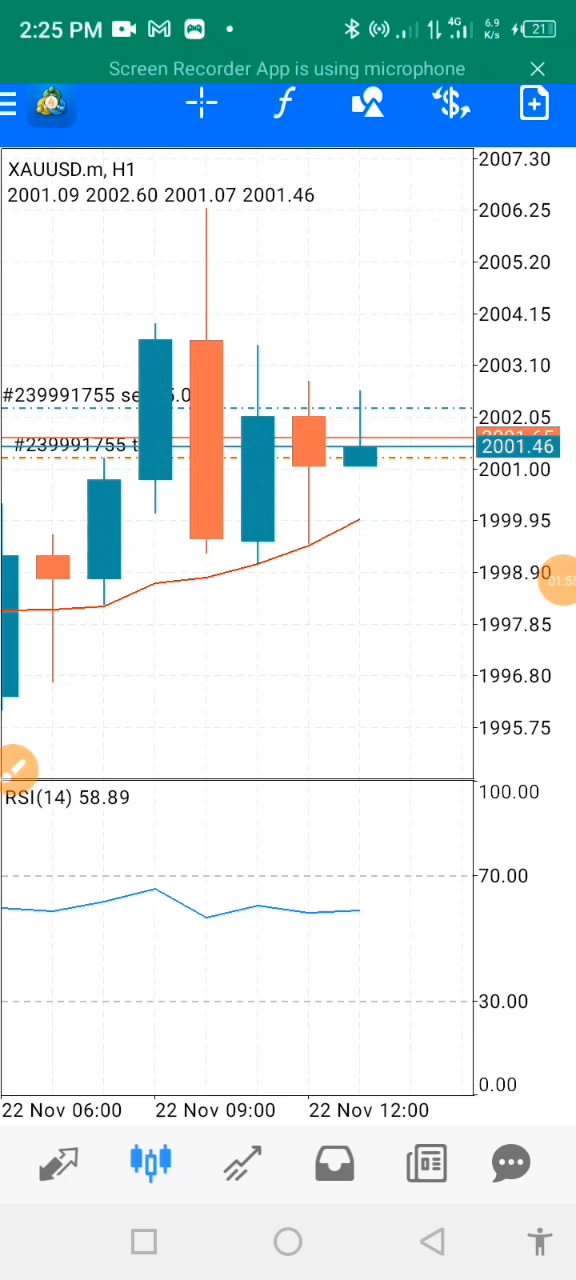 2:25 PM 4G 6.9 K/s 21
Screen Recorder App is using microphone
XAUUSD.m, H1
2001.09 2002.60 2001.07 2001.46
2007.30
2006.25
2005.20
2004.15
2003.10
#239991755 se
2002.05
#239991755 t
2001.46
2001.00
1999.95
1998.90
1997.85
1996.80
1995.75
RSI(14) 58.89
100.00
70.00
30.00
0.00
22 Nov 06:00 22 Nov 09:00 22 Nov 12:00